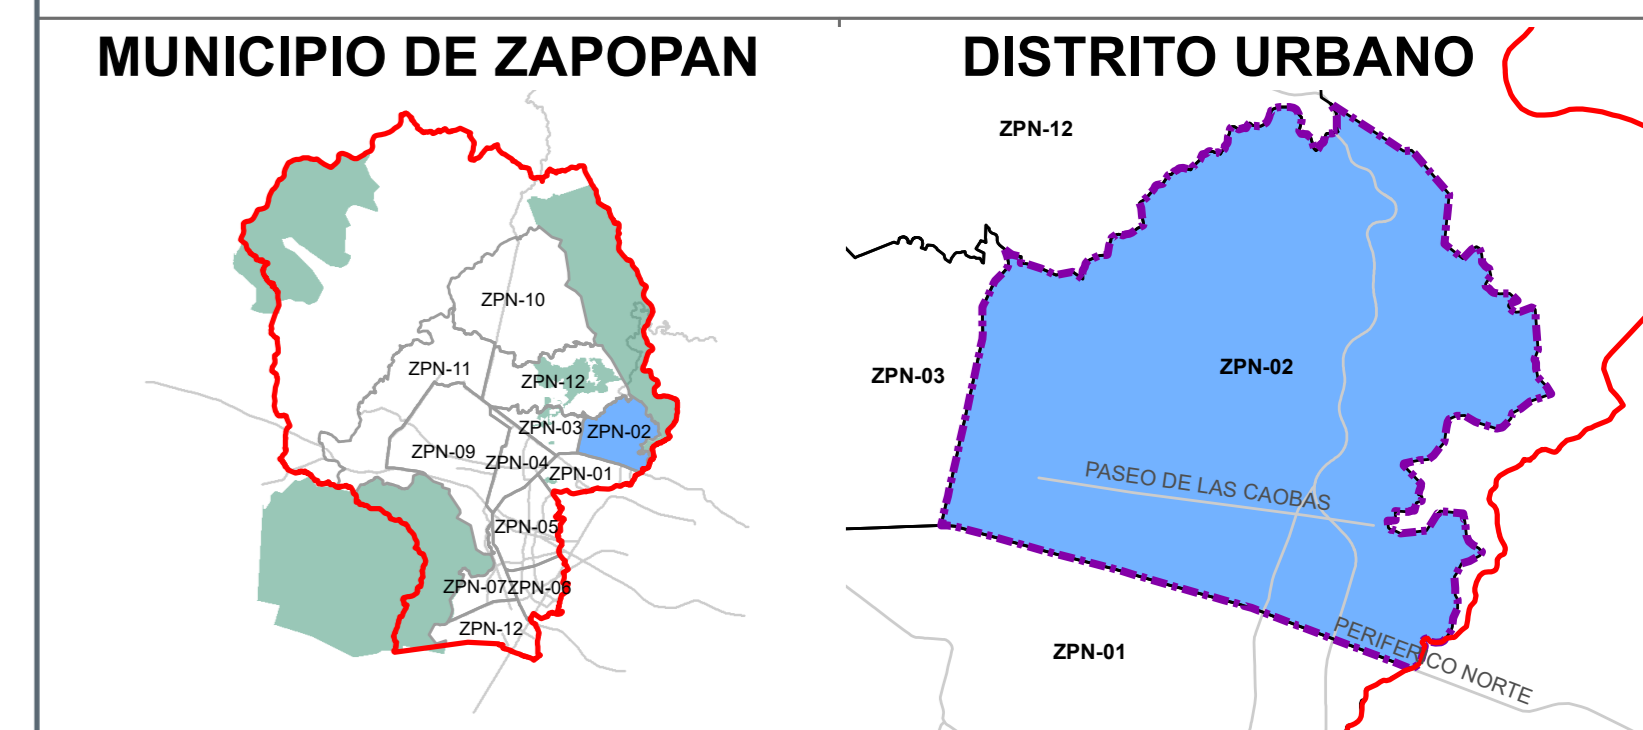 MUNICIPIO DE ZAPOPAN
ZPN-10
ZPN-11
ZPN-12
ZPN-03
ZPN-02
ZPN-09
ZPN-04
ZPN-01
ZPN-05
ZPN-07
ZPN-06
ZPN-12
DISTRITO URBANO
ZPN-12
ZPN-03
ZPN-02
PASEO DE LAS CAOBAS
PERIFERICO NORTE
ZPN-01